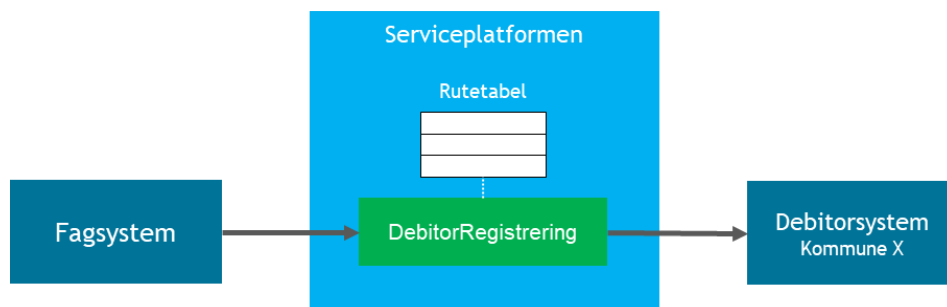 Serviceplatformen
Rutetabel
Fagsystem
DebitorRegistrering
Debitorsystem
Kommune X